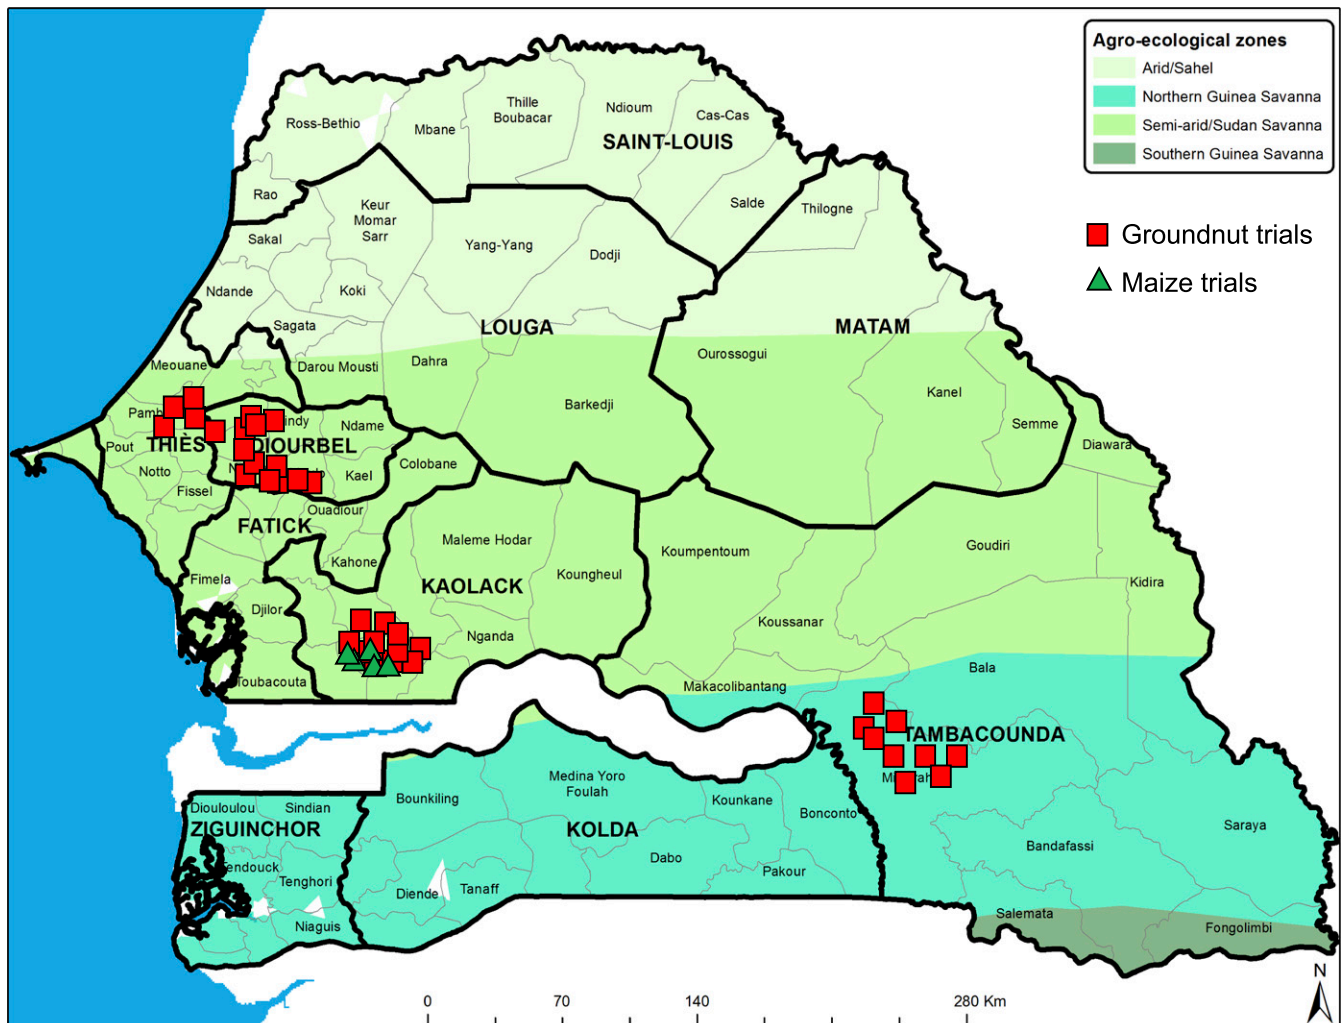 Agro-ecological zones
Arid/Sahel
Northern Guinea Savanna
Semi-arid/Sudan Savanna
Southern Guinea Savanna
Groundnut trials
Maize trials
Ross-Bethio
Mbane
Thille
Boubacar
Ndioum
Cas-Cas
SAINT-LOUIS
Rao
Keur
Momar
Sarr
Salde
Thilogne
Sakal
Yang-Yang
Dodji
Ndande
Koki
Sagata
LOUGA
MATAM
Meouane
Darou Mousti
Dahra
Ourossogui
Kanel
Barkedji
Ndame
Semme
Pout
THIÈS
DIOURBEL
Diawara
Notto
Kael
Colobane
Fissel
Ouadiour
FATICK
Maleme Hodar
Koumpentoum
Goudiri
Kahone
Koungheul
Fimela
KAOLACK
Kidira
Djilor
Nganda
Koussanar
Toubacouta
Makacolibantang
Bala
TAMBACOUNDA
Medina Yoro
Foulah
Bounkiling
Kounkane
Bonconto
Diouloulou
Sindian
ZIGUINCHOR
KOLDA
Saraya
Dabo
Bandafassi
Tenghori
Pakour
Diende
Tanaff
Niaguis
Salemata
Fongolimbi
N
0
70
140
280 Km